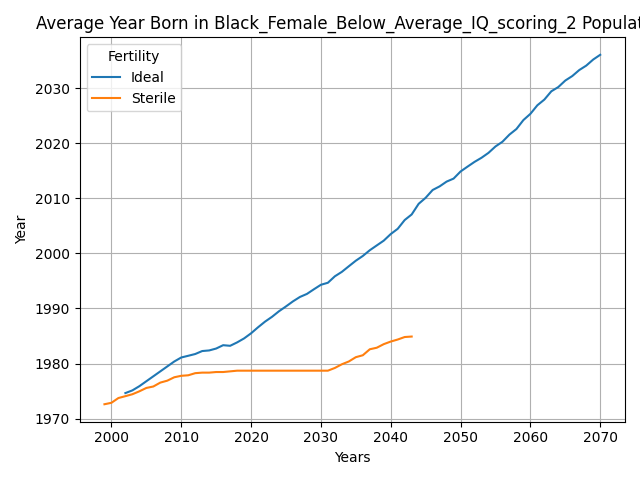 Average Year Born in Black_Female_Below_Average_IQ_scoring_2 Populat
Fertility
Ideal
Sterile
2030
2020
2010
2000
1990
1980
1970
Year
2000 2010 2020 2030 2040 2050 2060 2070
Years